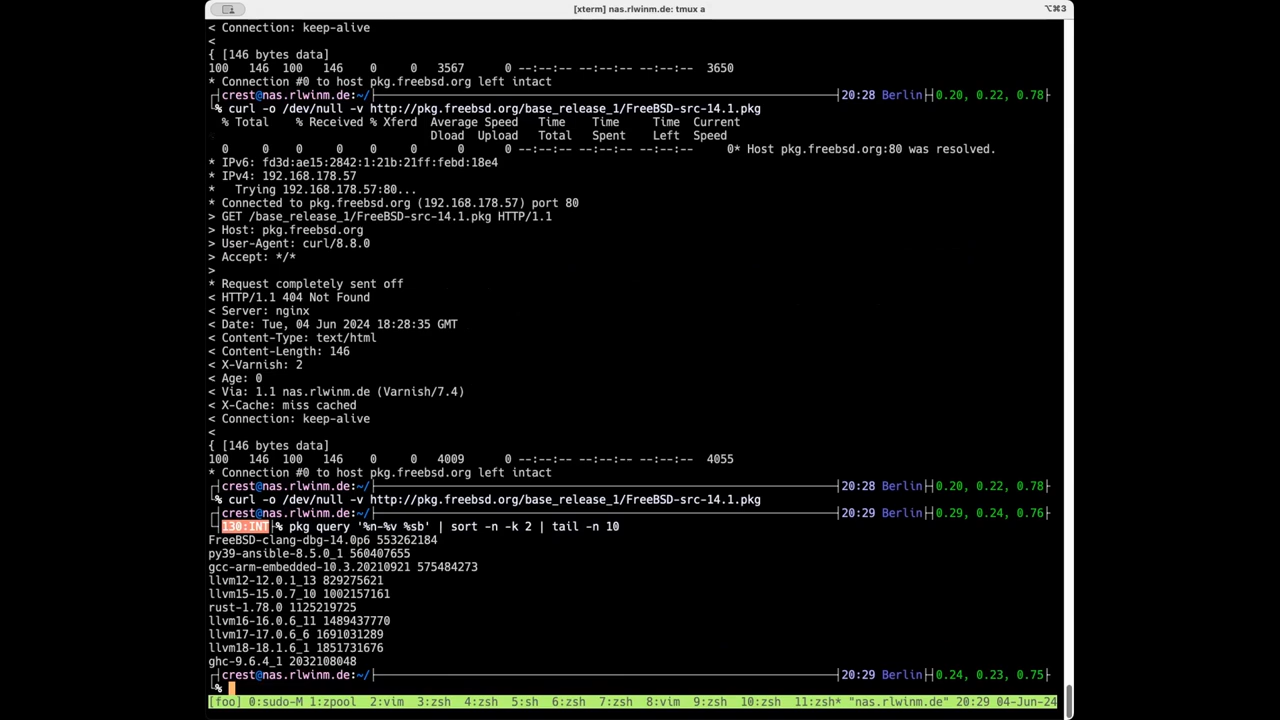 [xterm] nas.rlwinm.de: tmux a
⌥⌘3
< Connection: keep-alive
<
{ [146 bytes data]
100   146  100   146    0     0   3567      0 --:--:-- --:--:-- --:--:--  3650
* Connection #0 to host pkg.freebsd.org left intact
crest@nas.rlwinm.de:~/ 20:28 Berlin 0.20, 0.22, 0.78
% curl -o /dev/null -v http://pkg.freebsd.org/base_release_1/FreeBSD-src-14.1.pkg
% Total    % Received % Xferd  Average Speed   Time    Time     Time  Current
Dload  Upload   Total   Spent    Left  Speed
0     0    0     0    0     0      0      0 --:--:-- --:--:-- --:--:--     0* Host pkg.freebsd.org:80 was resolved.
* IPv6: fd3d:ae15:2842:1:21b:21ff:febd:18e4
* IPv4: 192.168.178.57
*   Trying 192.168.178.57:80...
* Connected to pkg.freebsd.org (192.168.178.57) port 80
> GET /base_release_1/FreeBSD-src-14.1.pkg HTTP/1.1
> Host: pkg.freebsd.org
> User-Agent: curl/8.8.0
> Accept: */*
>
* Request completely sent off
< HTTP/1.1 404 Not Found
< Server: nginx
< Date: Tue, 04 Jun 2024 18:28:35 GMT
< Content-Type: text/html
< Content-Length: 146
< X-Varnish: 2
< Age: 0
< Via: 1.1 nas.rlwinm.de (Varnish/7.4)
< X-Cache: miss cached
< Connection: keep-alive
<
{ [146 bytes data]
100   146  100   146    0     0   4009      0 --:--:-- --:--:-- --:--:--  4055
* Connection #0 to host pkg.freebsd.org left intact
crest@nas.rlwinm.de:~/ 20:28 Berlin 0.20, 0.22, 0.78
% curl -o /dev/null -v http://pkg.freebsd.org/base_release_1/FreeBSD-src-14.1.pkg
crest@nas.rlwinm.de:~/ 20:29 Berlin 0.29, 0.24, 0.76
130:INT % pkg query '%n-%v %sb' | sort -n -k 2 | tail -n 10
FreeBSD-clang-dbg-14.0p6 553262184
py39-ansible-8.5.0_1 560407655
gcc-arm-embedded-10.3.20210921 575484273
llvm12-12.0.1_13 829275621
llvm15-15.0.7_10 1002157161
rust-1.78.0 1125219725
llvm16-16.0.6_11 1489437770
llvm17-17.0.6_6 1691031289
llvm18-18.1.6_1 1851731676
ghc-9.6.4_1 2032108048
crest@nas.rlwinm.de:~/ 20:29 Berlin 0.24, 0.23, 0.75
%
[foo] 0:sudo-M 1:zpool  2:vim  3:zsh  4:zsh  5:sh  6:zsh  7:zsh  8:vim  9:zsh  10:zsh  11:zsh* "nas.rlwinm.de" 20:29 04-Jun-24